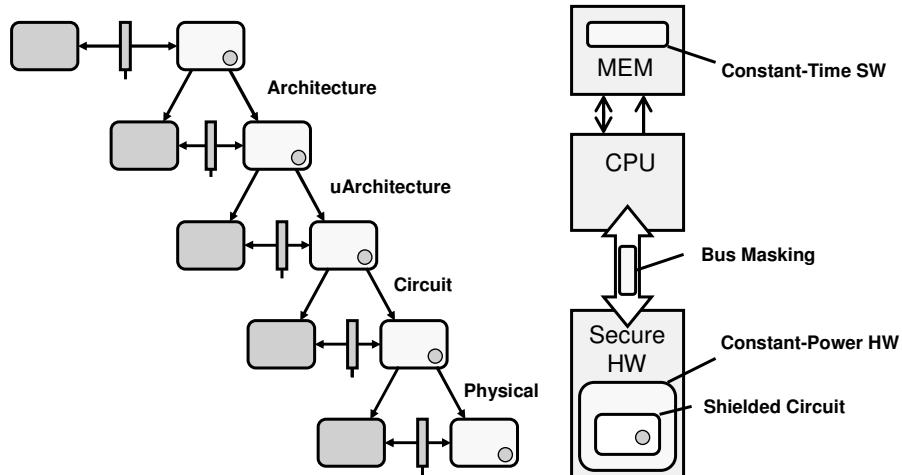 Architecture
uArchitecture
Circuit
Physical
MEM
Constant-Time SW
CPU
Bus Masking
Secure
HW
Constant-Power HW
Shielded Circuit